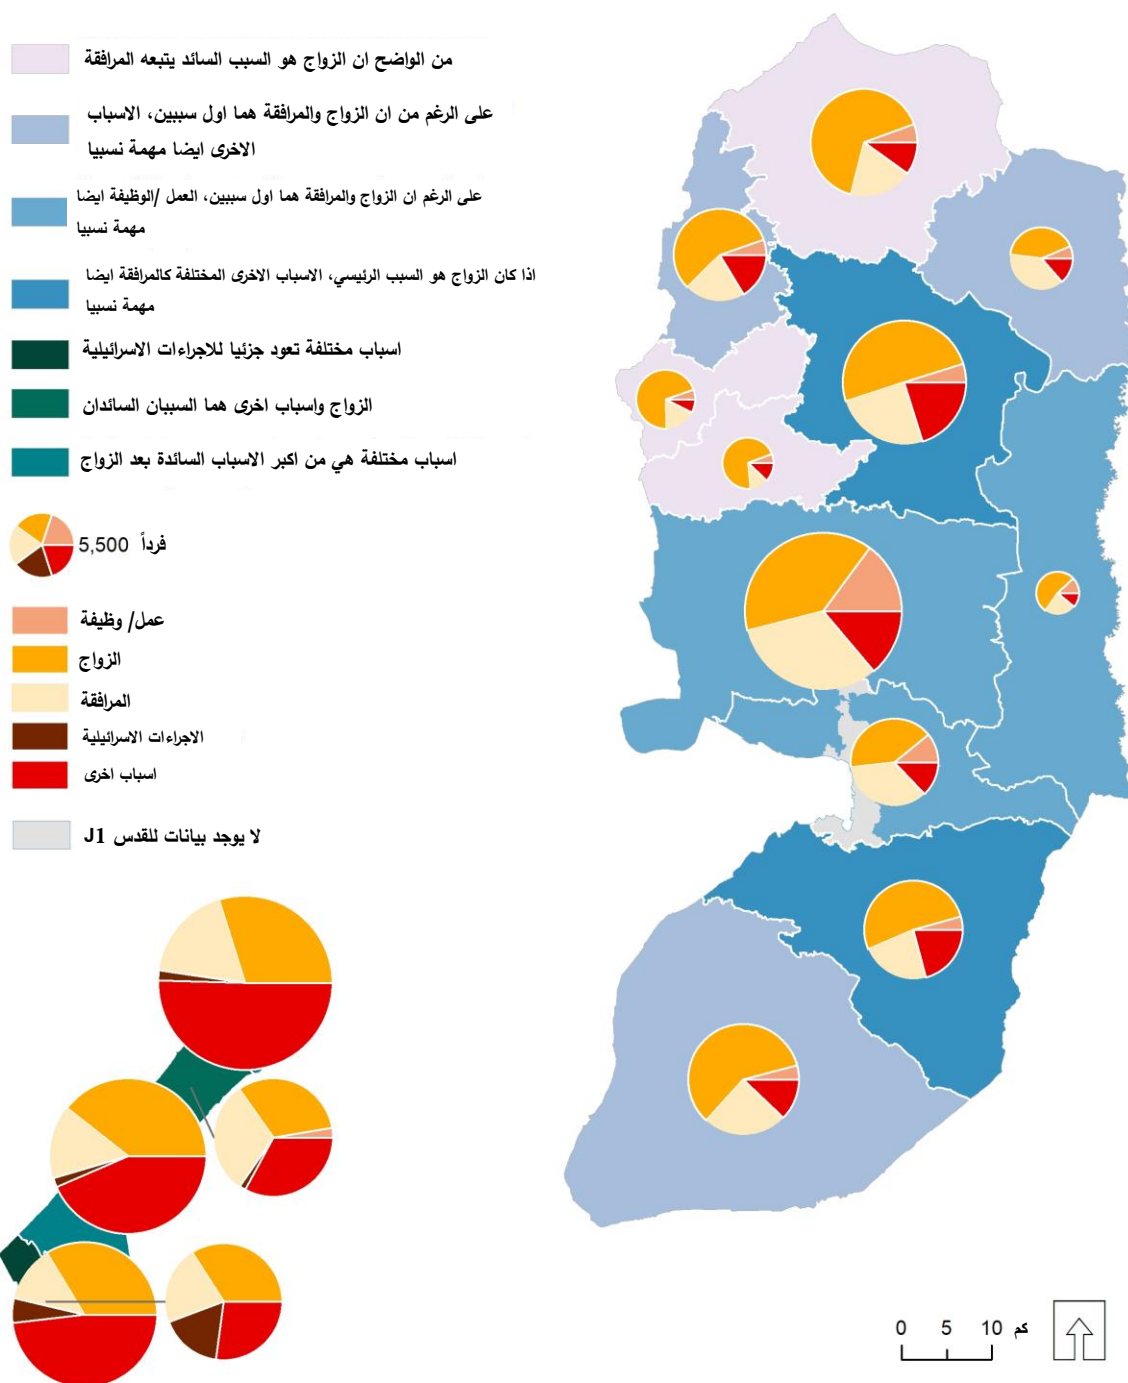 من الواضح ان الزواج هو السبب السائد يتبعه المرافقة
على الرغم من ان الزواج والمرافقة هما اول سببين، الاسباب
الاخرى ايضا مهمة نسبيا
على الرغم ان الزواج والمرافقة هما اول سببين، العمل /الوظيفة ايضا
مهمة نسبيا
اذا كان الزواج هو السبب الرئيسي، الاسباب الاخرى المختلفة كالمرافقة ايضا
مهمة نسبيا
اسباب مختلفة تعود جزئيا للاجراءات الاسرائيلية
الزواج واسباب اخرى هما السببان السائدان
اسباب مختلفة هي من اكبر الاسباب السائدة بعد الزواج
5,500 فرداً
عمل/ وظيفة
الزواج
المرافقة
الاجراءات الاسرائيلية
اسباب اخرى
لا يوجد بيانات للقدس J1
0 5 10 كم